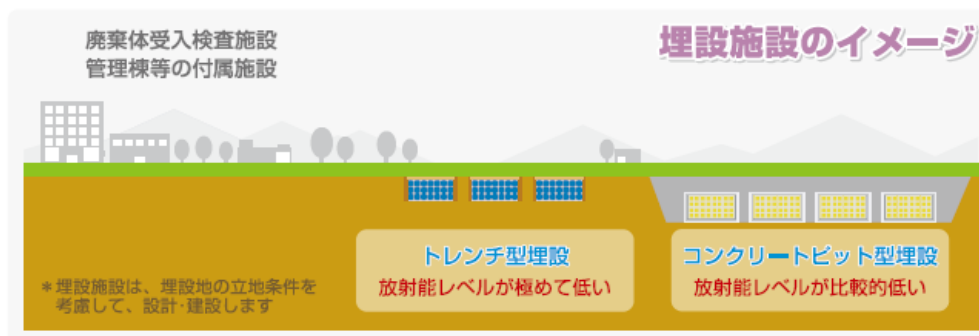 廃棄体受入検査施設
管理棟等の付属施設
埋設施設のイメージ
トレンチ型埋設
放射能レベルが極めて低い
コンクリートピット型埋設
放射能レベルが比較的低い
＊埋設施設は、埋設地の立地条件を
考慮して、設計・建設します